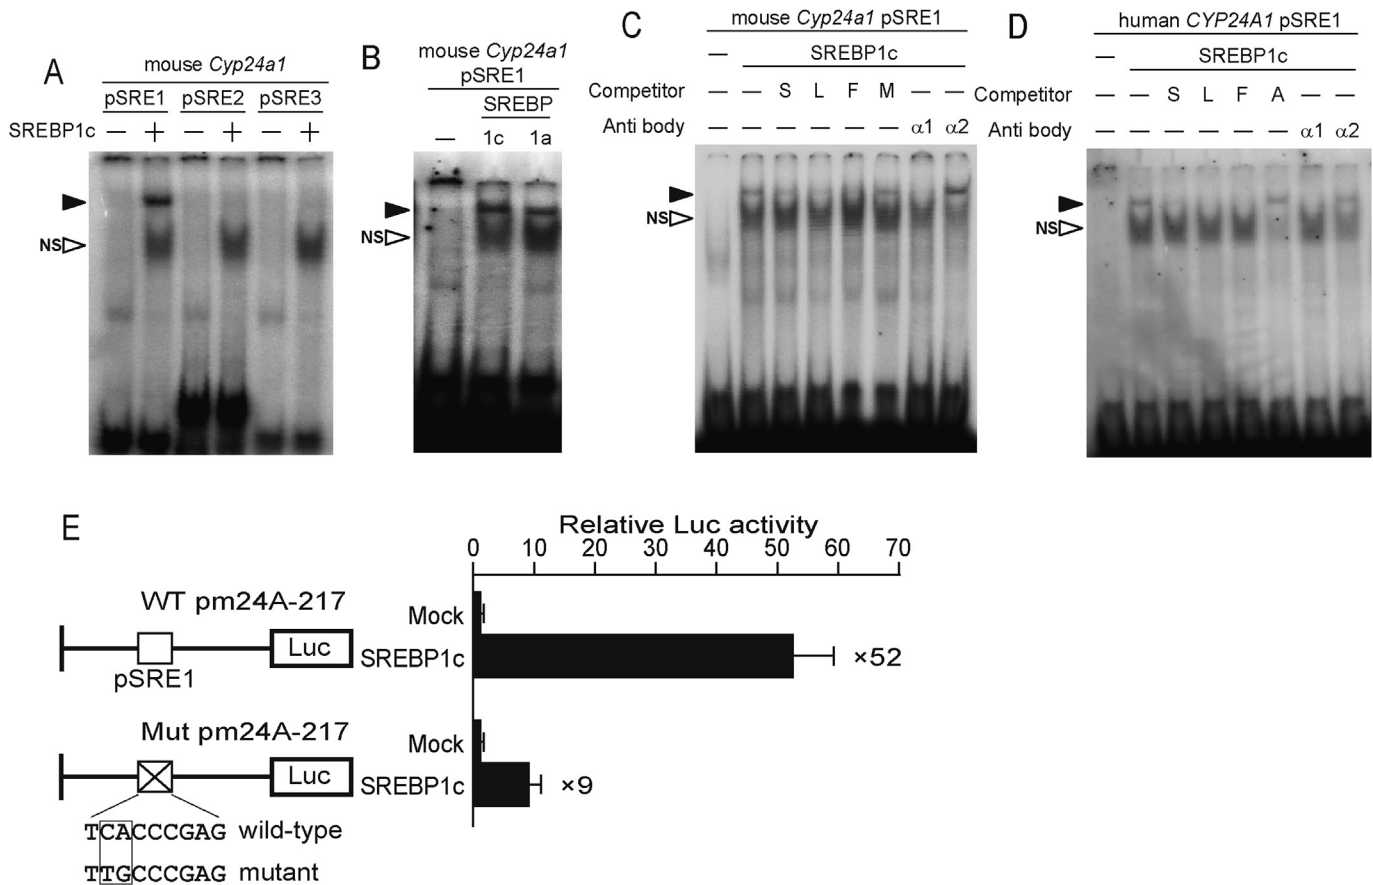 A
mouse Cyp24a1
pSRE1 pSRE2 pSRE3
SREBP1c — + — + — +
NS
B
mouse Cyp24a1
pSRE1
SREBP
— 1c 1a
NS
C
mouse Cyp24a1 pSRE1
— SREBP1c
Competitor — — S L F M — —
Anti body — — — — — — α1 α2
NS
D
human CYP24A1 pSRE1
— SREBP1c
Competitor — — S L F A — —
Anti body — — — — — — α1 α2
NS
E
Relative Luc activity
0 10 20 30 40 50 60 70
WT pm24A-217
Mock
Luc
SREBP1c ×52
pSRE1
Mut pm24A-217
Mock
Luc
SREBP1c ×9
TCACCCGAG wild-type
TTGCCCGAG mutant